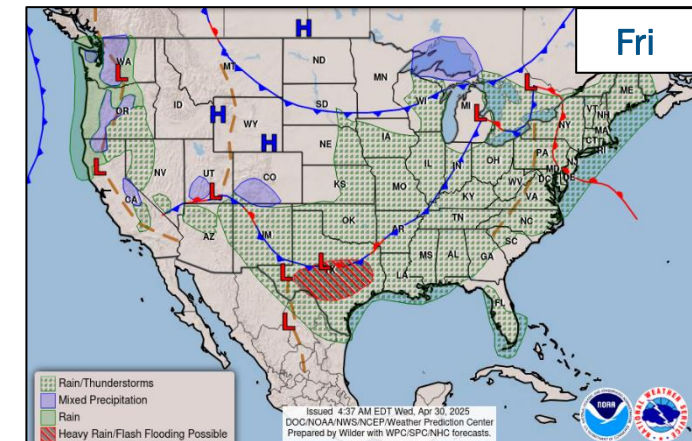 Fri
H
WA
MT
ND
MN
L
OR
ID
SD
WI
MI
L
L
ME
VT
NH
NY
MA
CT
RI
H
WY
H
IA
PA
NJ
L
NV
UT
L
CO
NE
IL
IN
OH
WV
MD
DE
DC
VA
CA
KS
MO
KY
AZ
NM
OK
AR
TN
NC
SC
L
L
TX
MS
AL
GA
LA
L
FL
Rain/Thunderstorms
Mixed Precipitation
Rain
Heavy Rain/Flash Flooding Possible
Issued 4:37 AM EDT Wed, Apr 30, 2025
DOC/NOAA/NWS/NCEP/Weather Prediction Center
Prepared by Wilder with WPC/SPC/NHC forecasts.
NOAA
NATIONAL WEATHER SERVICE